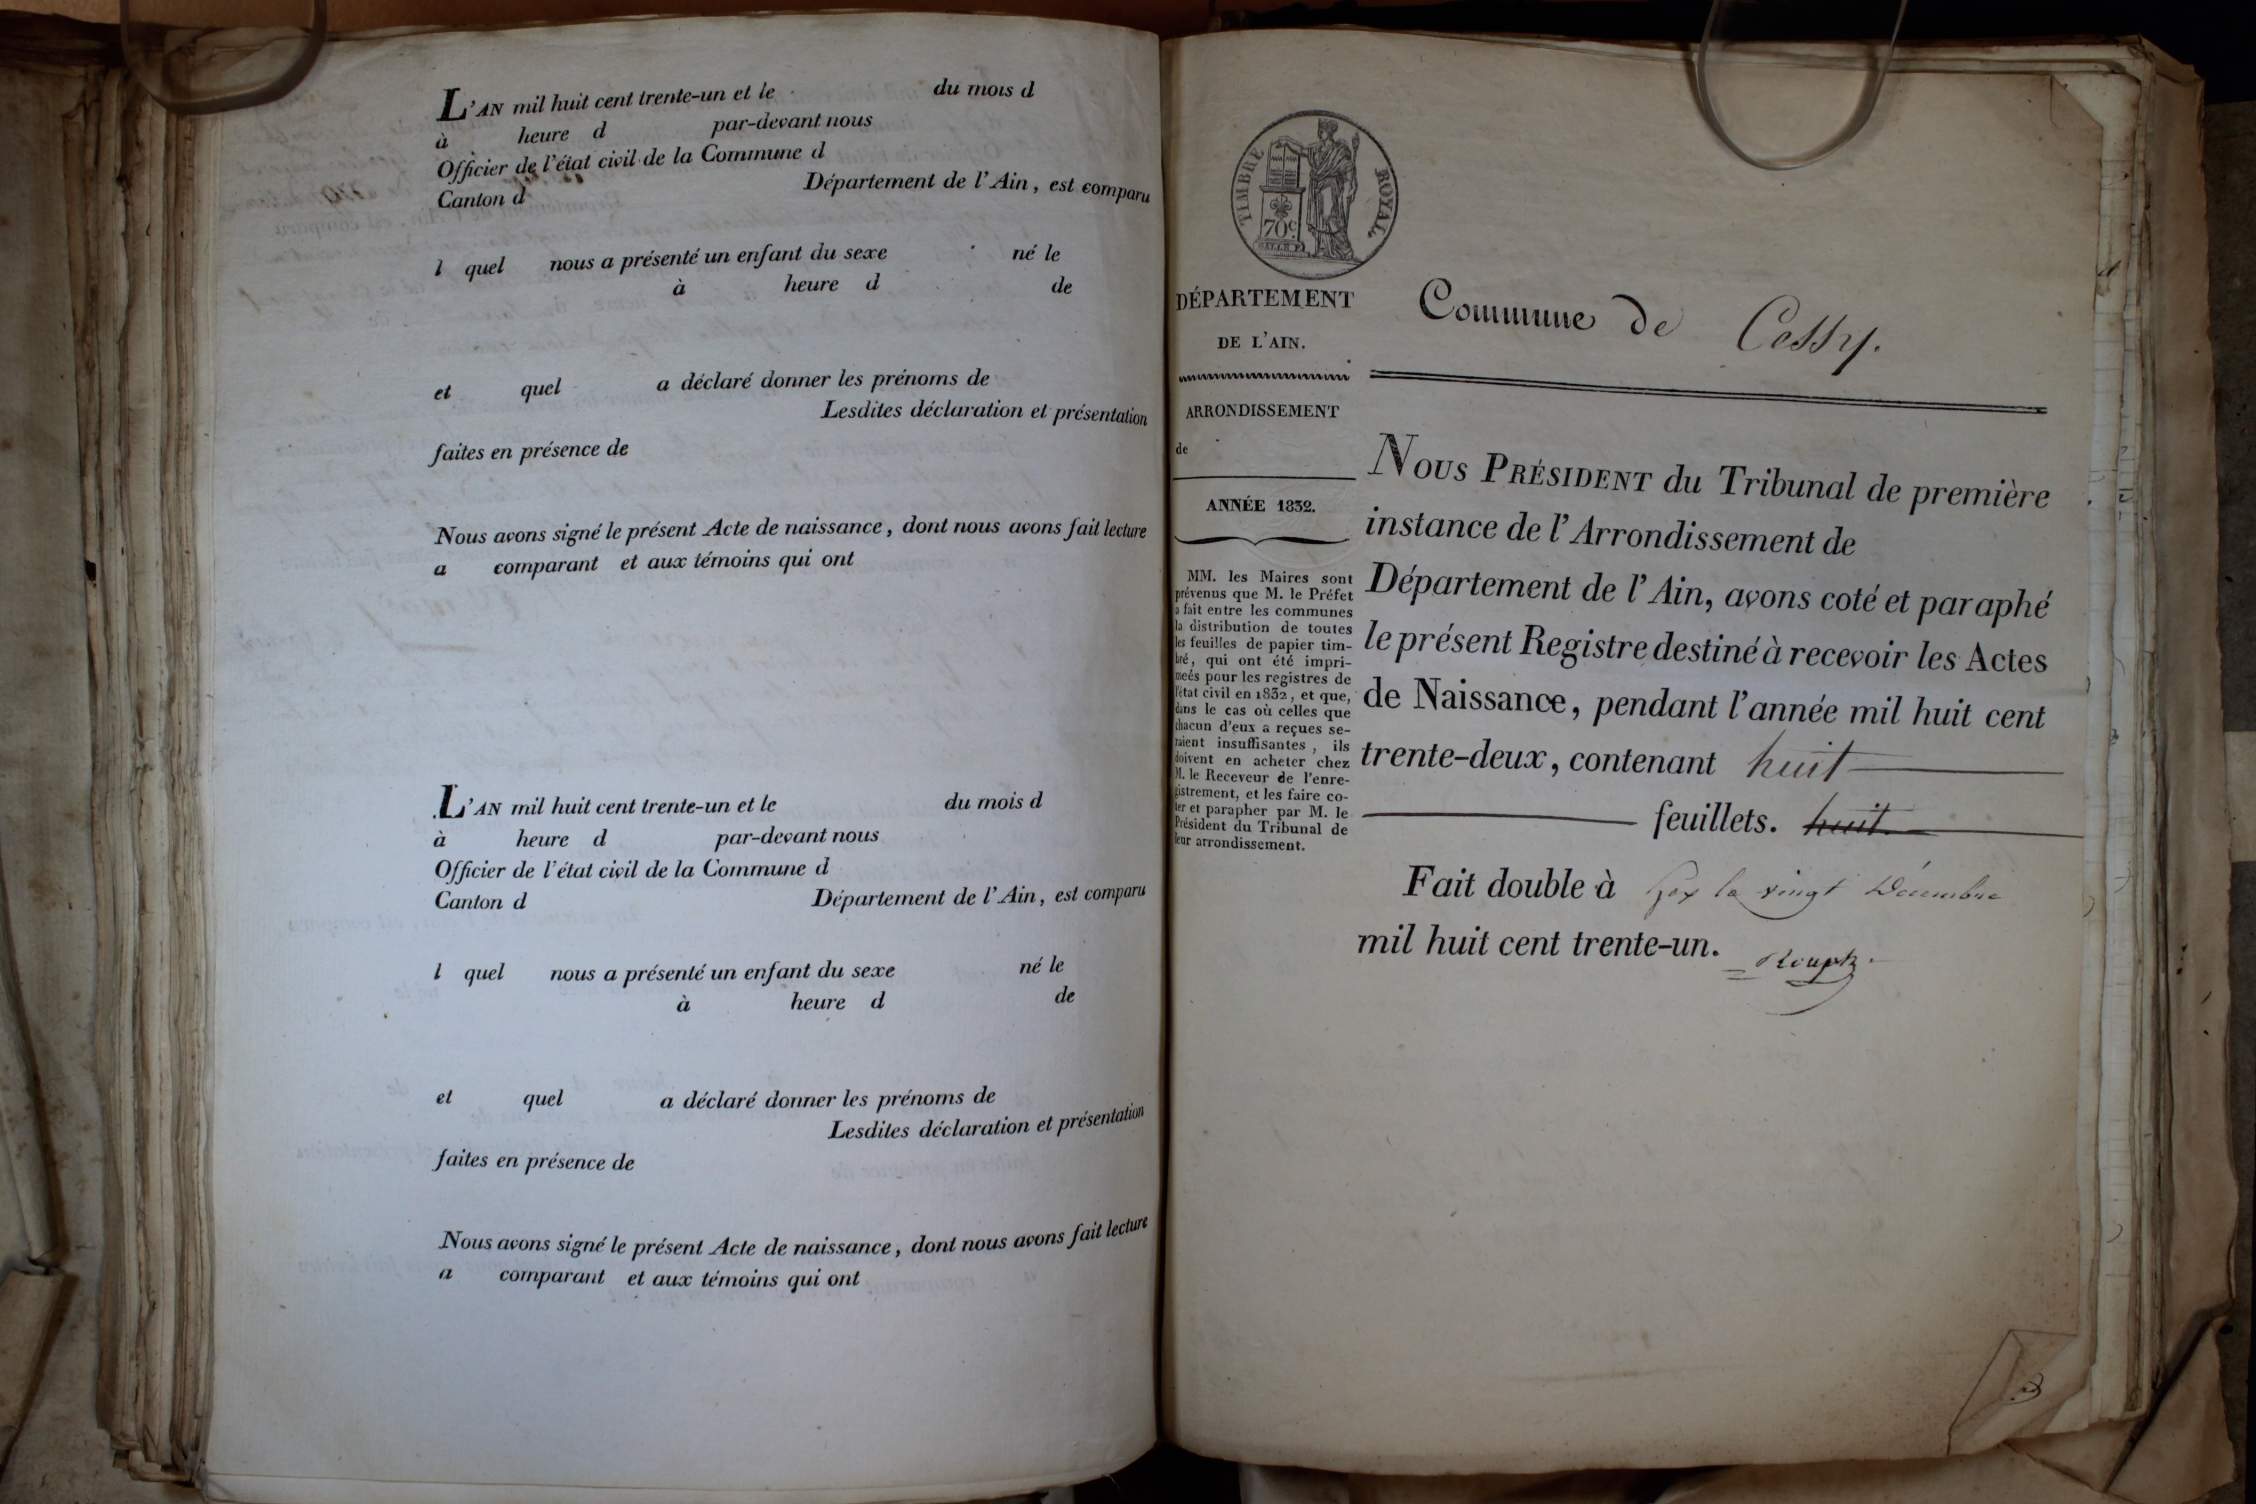 L'AN mil huit cent trente-un et le du mois d
à heure d par-devant nous
Officier de l'état civil de la Commune d
Canton d Département de l'Ain, est comparu
l quel nous a présenté un enfant du sexe né le
à heure d de
et quel a déclaré donner les prénoms de
Lesdites déclaration et présentation
faites en présence de
Nous avons signé le présent Acte de naissance, dont nous avons fait lecture
a comparant et aux témoins qui ont
L'AN mil huit cent trente-un et le du mois d
à heure d par-devant nous
Officier de l'état civil de la Commune d
Canton d Département de l'Ain, est comparu
l quel nous a présenté un enfant du sexe né le
à heure d de
et quel a déclaré donner les prénoms de
Lesdites déclaration et présentation
faites en présence de
Nous avons signé le présent Acte de naissance, dont nous avons fait lecture
a comparant et aux témoins qui ont
TIMBRE ROYAL
70 c.
DÉPARTEMENT
DE L'AIN.
ARRONDISSEMENT
de
ANNÉE 1832.
MM. les Maires sont
prévenus que M. le Préfet
a fait entre les communes
la distribution de toutes
les feuilles de papier tim-
bré, qui ont été impri-
meés pour les registres de
l'état civil en 1832, et que,
dans le cas où celles que
chacun d'eux a reçues se-
raient insuffisantes, ils
doivent en acheter chez
M. le Receveur de l'enre-
gistrement, et les faire co-
ter et parapher par M. le
Président du Tribunal de
leur arrondissement.
Commune de Cessy.
NOUS PRÉSIDENT du Tribunal de première
instance de l'Arrondissement de
Département de l'Ain, avons coté et paraphé
le présent Registre destiné à recevoir les Actes
de Naissance, pendant l'année mil huit cent
trente-deux, contenant huit
feuillets. huit.
Fait double à Gex le vingt Décembre
mil huit cent trente-un.